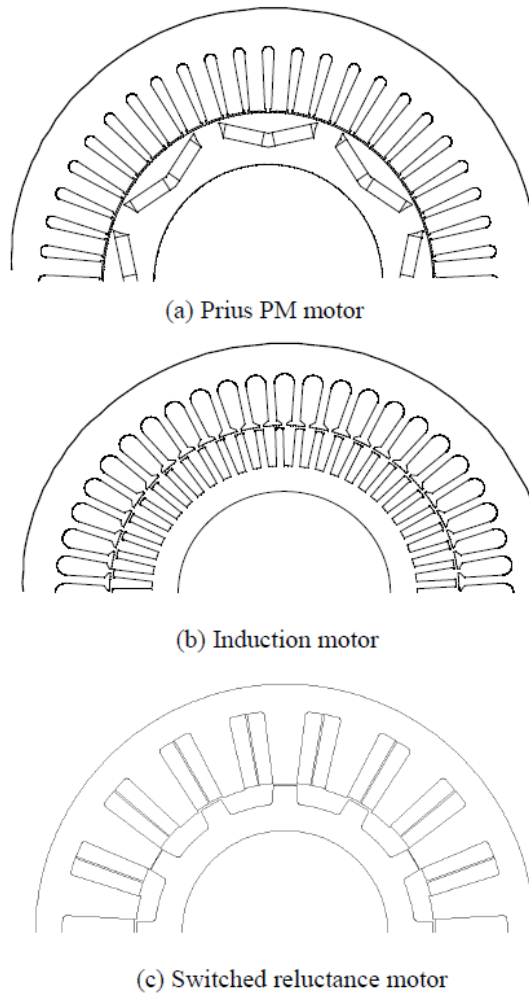 (a) Prius PM motor
(b) Induction motor
(c) Switched reluctance motor